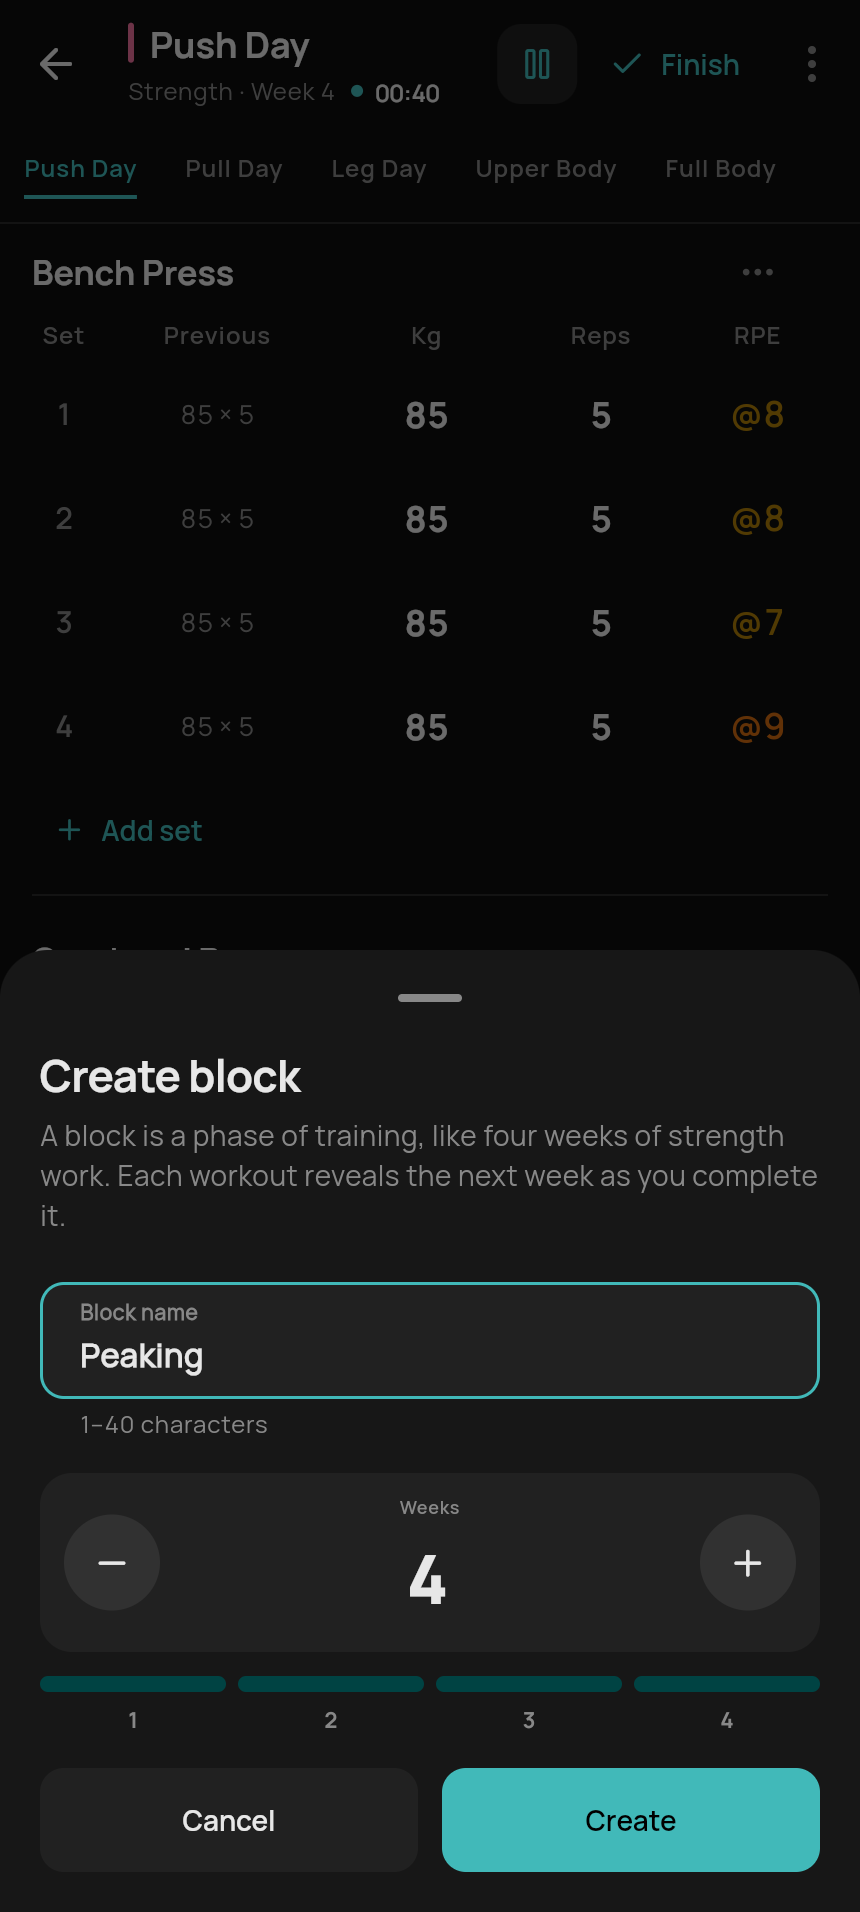 Push Day
Strength · Week 4 • 00:40
Finish
Push Day Pull Day Leg Day Upper Body Full Body
Bench Press
Set Previous Kg Reps RPE
1 85 × 5 85 5 @8
2 85 × 5 85 5 @8
3 85 × 5 85 5 @7
4 85 × 5 85 5 @9
+ Add set
Create block
A block is a phase of training, like four weeks of strength
work. Each workout reveals the next week as you complete
it.
Block name
Peaking
1–40 characters
Weeks
4
1 2 3 4
Cancel Create